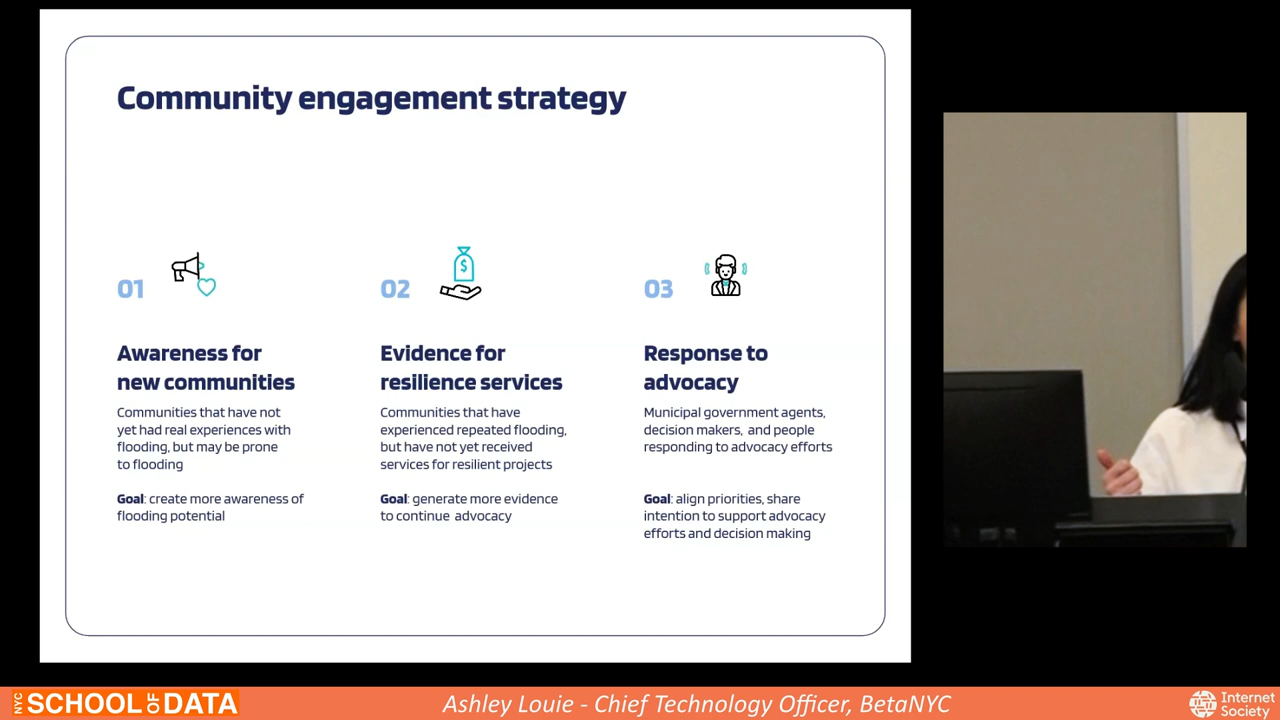 Community engagement strategy
01
Awareness for
new communities
Communities that have not
yet had real experiences with
flooding, but may be prone
to flooding
Goal: create more awareness of
flooding potential
02
$
Evidence for
resilience services
Communities that have
experienced repeated flooding,
but have not yet received
services for resilient projects
Goal: generate more evidence
to continue advocacy
03
Response to
advocacy
Municipal government agents,
decision makers, and people
responding to advocacy efforts
Goal: align priorities, share
intention to support advocacy
efforts and decision making
NYC SCHOOL OF DATA
Ashley Louie - Chief Technology Officer, BetaNYC
Internet
Society